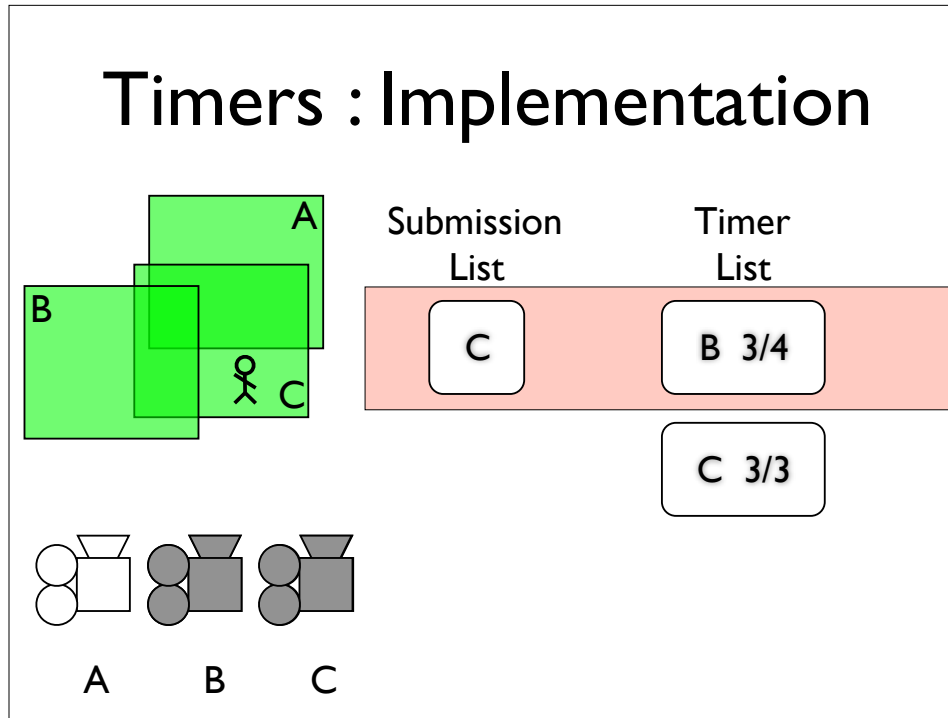 Timers : Implementation
A
B
C
Submission
List
Timer
List
C
B 3/4
C 3/3
A B C